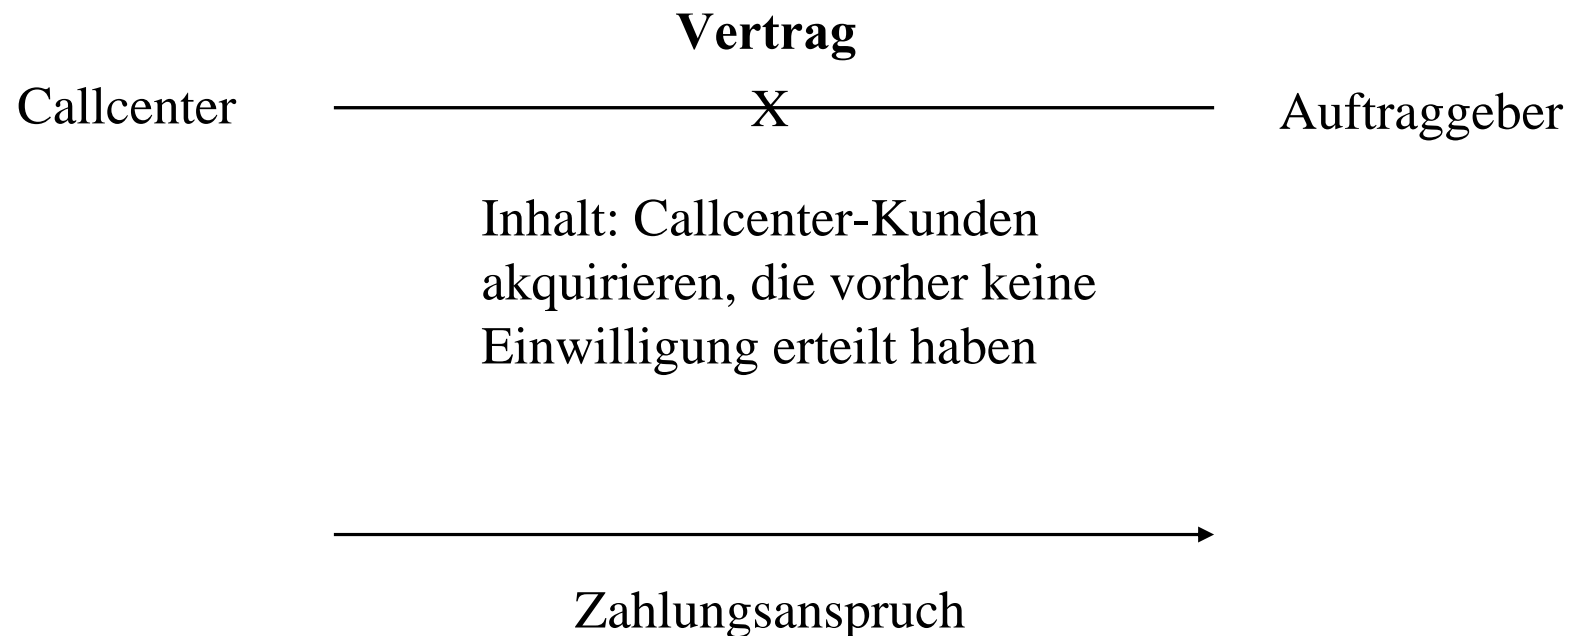 Vertrag
Callcenter X Auftraggeber
Inhalt: Callcenter-Kunden
akquirieren, die vorher keine
Einwilligung erteilt haben
Zahlungsanspruch